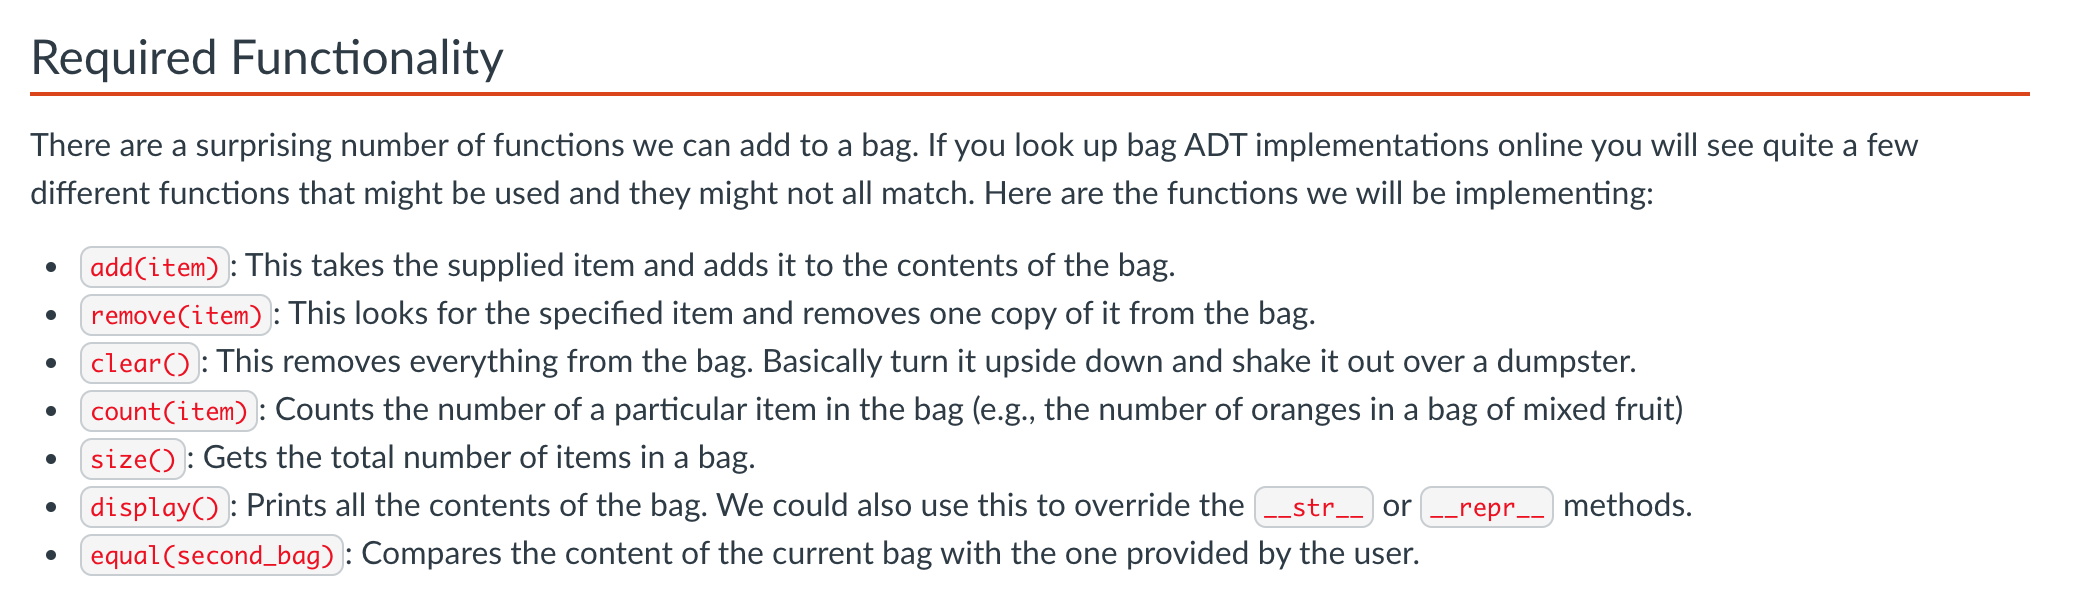 Required Functionality
There are a surprising number of functions we can add to a bag. If you look up bag ADT implementations online you will see quite a few
different functions that might be used and they might not all match. Here are the functions we will be implementing:
• add(item): This takes the supplied item and adds it to the contents of the bag.
• remove(item): This looks for the specified item and removes one copy of it from the bag.
• clear(): This removes everything from the bag. Basically turn it upside down and shake it out over a dumpster.
• count(item): Counts the number of a particular item in the bag (e.g., the number of oranges in a bag of mixed fruit)
• size(): Gets the total number of items in a bag.
• display(): Prints all the contents of the bag. We could also use this to override the __str__ or __repr__ methods.
• equal(second_bag): Compares the content of the current bag with the one provided by the user.